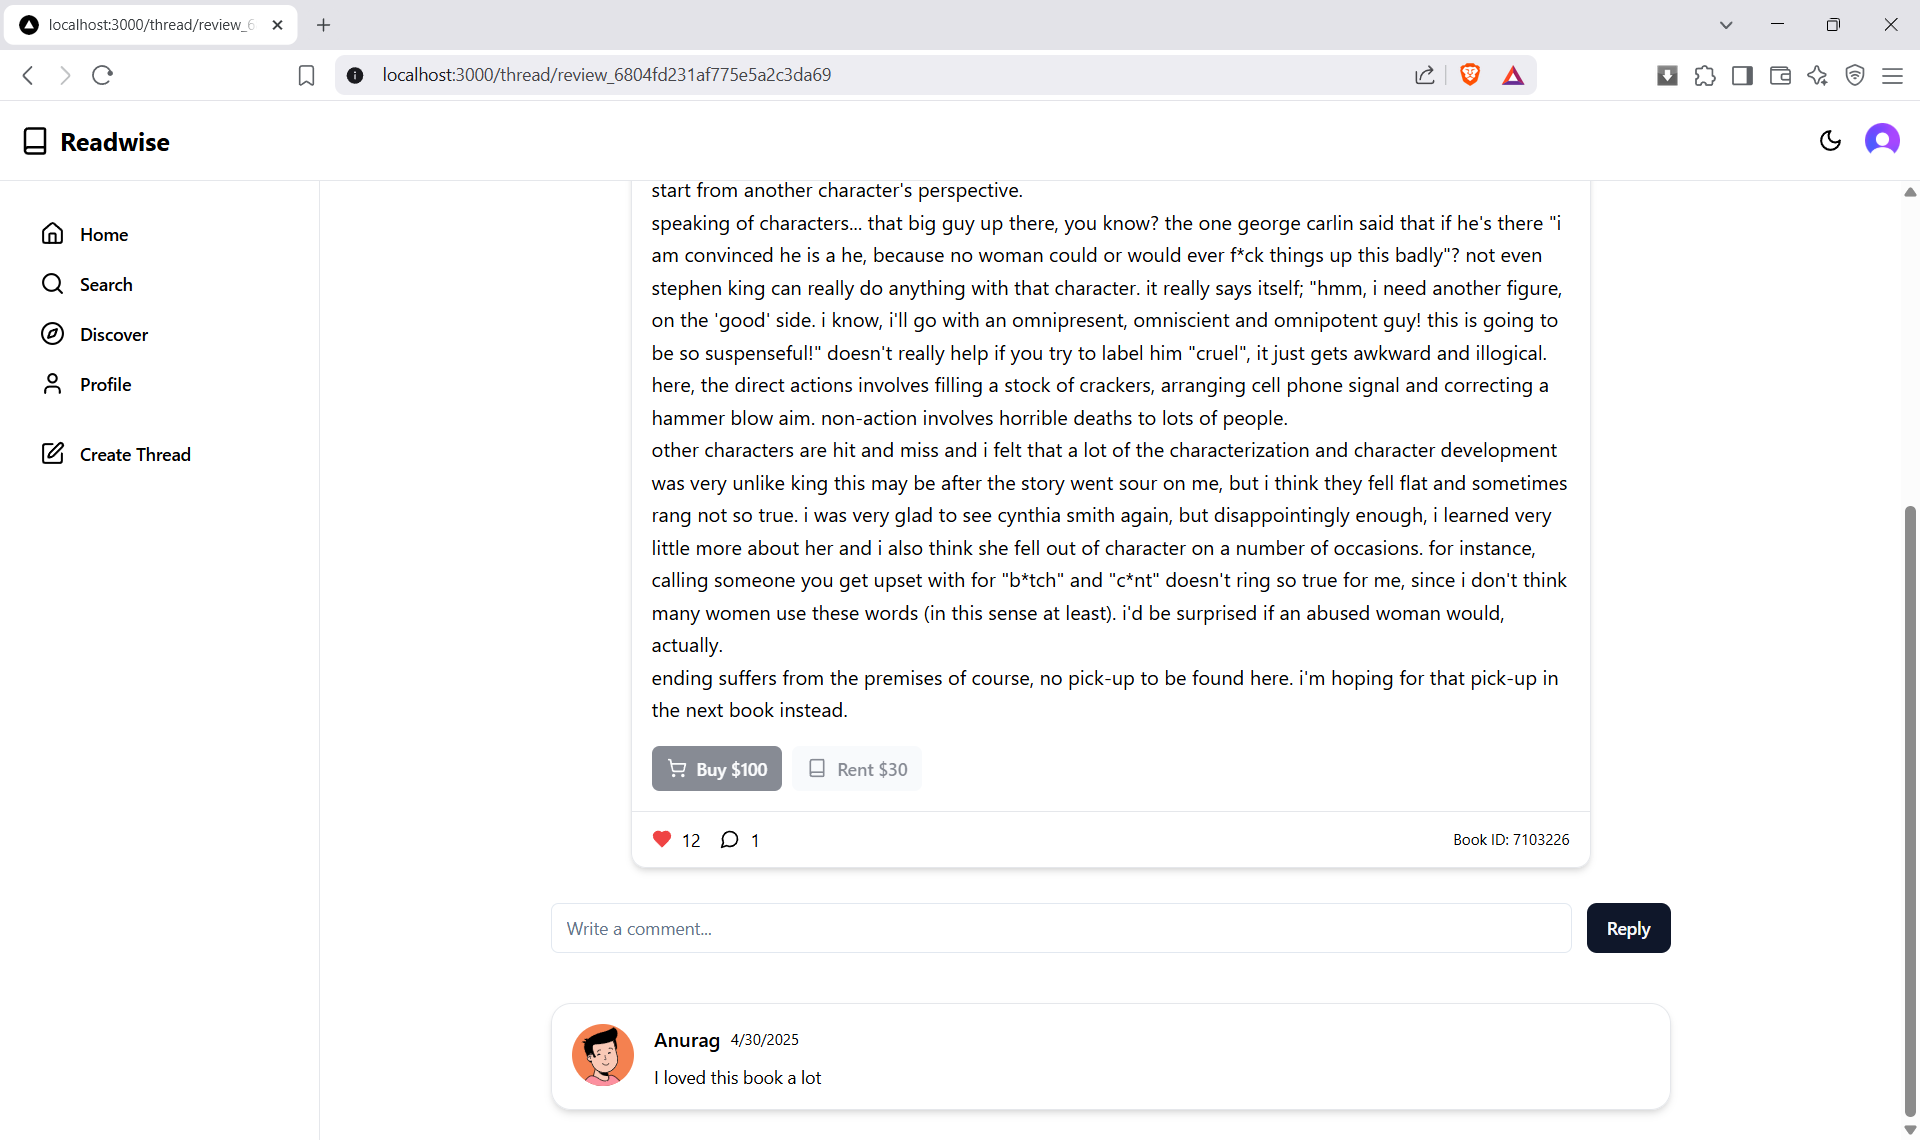 localhost:3000/thread/review_6
localhost:3000/thread/review_6804fd231af775e5a2c3da69
Readwise
Home
Search
Discover
Profile
Create Thread
start from another character's perspective.
speaking of characters... that big guy up there, you know? the one george carlin said that if he's there "i
am convinced he is a he, because no woman could or would ever f*ck things up this badly"? not even
stephen king can really do anything with that character. it really says itself; "hmm, i need another figure,
on the 'good' side. i know, i'll go with an omnipresent, omniscient and omnipotent guy! this is going to
be so suspenseful!" doesn't really help if you try to label him "cruel", it just gets awkward and illogical.
here, the direct actions involves filling a stock of crackers, arranging cell phone signal and correcting a
hammer blow aim. non-action involves horrible deaths to lots of people.
other characters are hit and miss and i felt that a lot of the characterization and character development
was very unlike king this may be after the story went sour on me, but i think they fell flat and sometimes
rang not so true. i was very glad to see cynthia smith again, but disappointingly enough, i learned very
little more about her and i also think she fell out of character on a number of occasions. for instance,
calling someone you get upset with for "b*tch" and "c*nt" doesn't ring so true for me, since i don't think
many women use these words (in this sense at least). i'd be surprised if an abused woman would,
actually.
ending suffers from the premises of course, no pick-up to be found here. i'm hoping for that pick-up in
the next book instead.
Buy $100
Rent $30
12
1
Book ID: 7103226
Write a comment...
Reply
Anurag 4/30/2025
I loved this book a lot